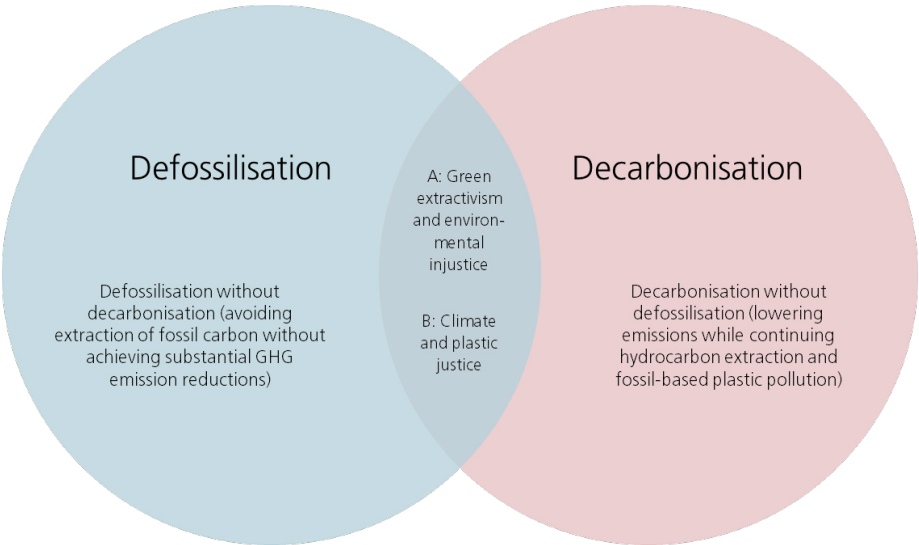 Defossilisation
Defossilisation without
decarbonisation (avoiding
extraction of fossil carbon without
achieving substantial GHG
emission reductions)
A: Green
extractivism
and environ-
mental
injustice
B: Climate
and plastic
justice
Decarbonisation
Decarbonisation without
defossilisation (lowering
emissions while continuing
hydrocarbon extraction and
fossil-based plastic pollution)